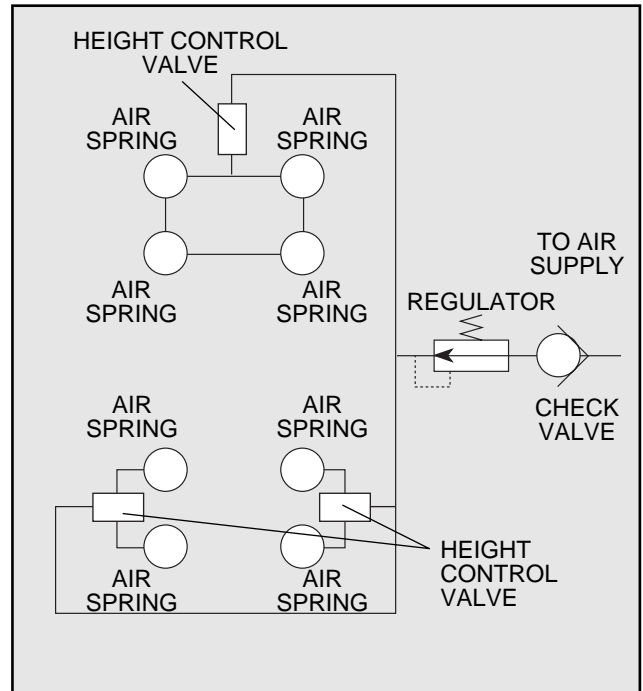 HEIGHT CONTROL
VALVE
AIR
SPRING
AIR
SPRING
AIR
SPRING
AIR
SPRING
TO AIR
SUPPLY
REGULATOR
CHECK
VALVE
AIR
SPRING
AIR
SPRING
AIR
SPRING
AIR
SPRING
HEIGHT
CONTROL
VALVE